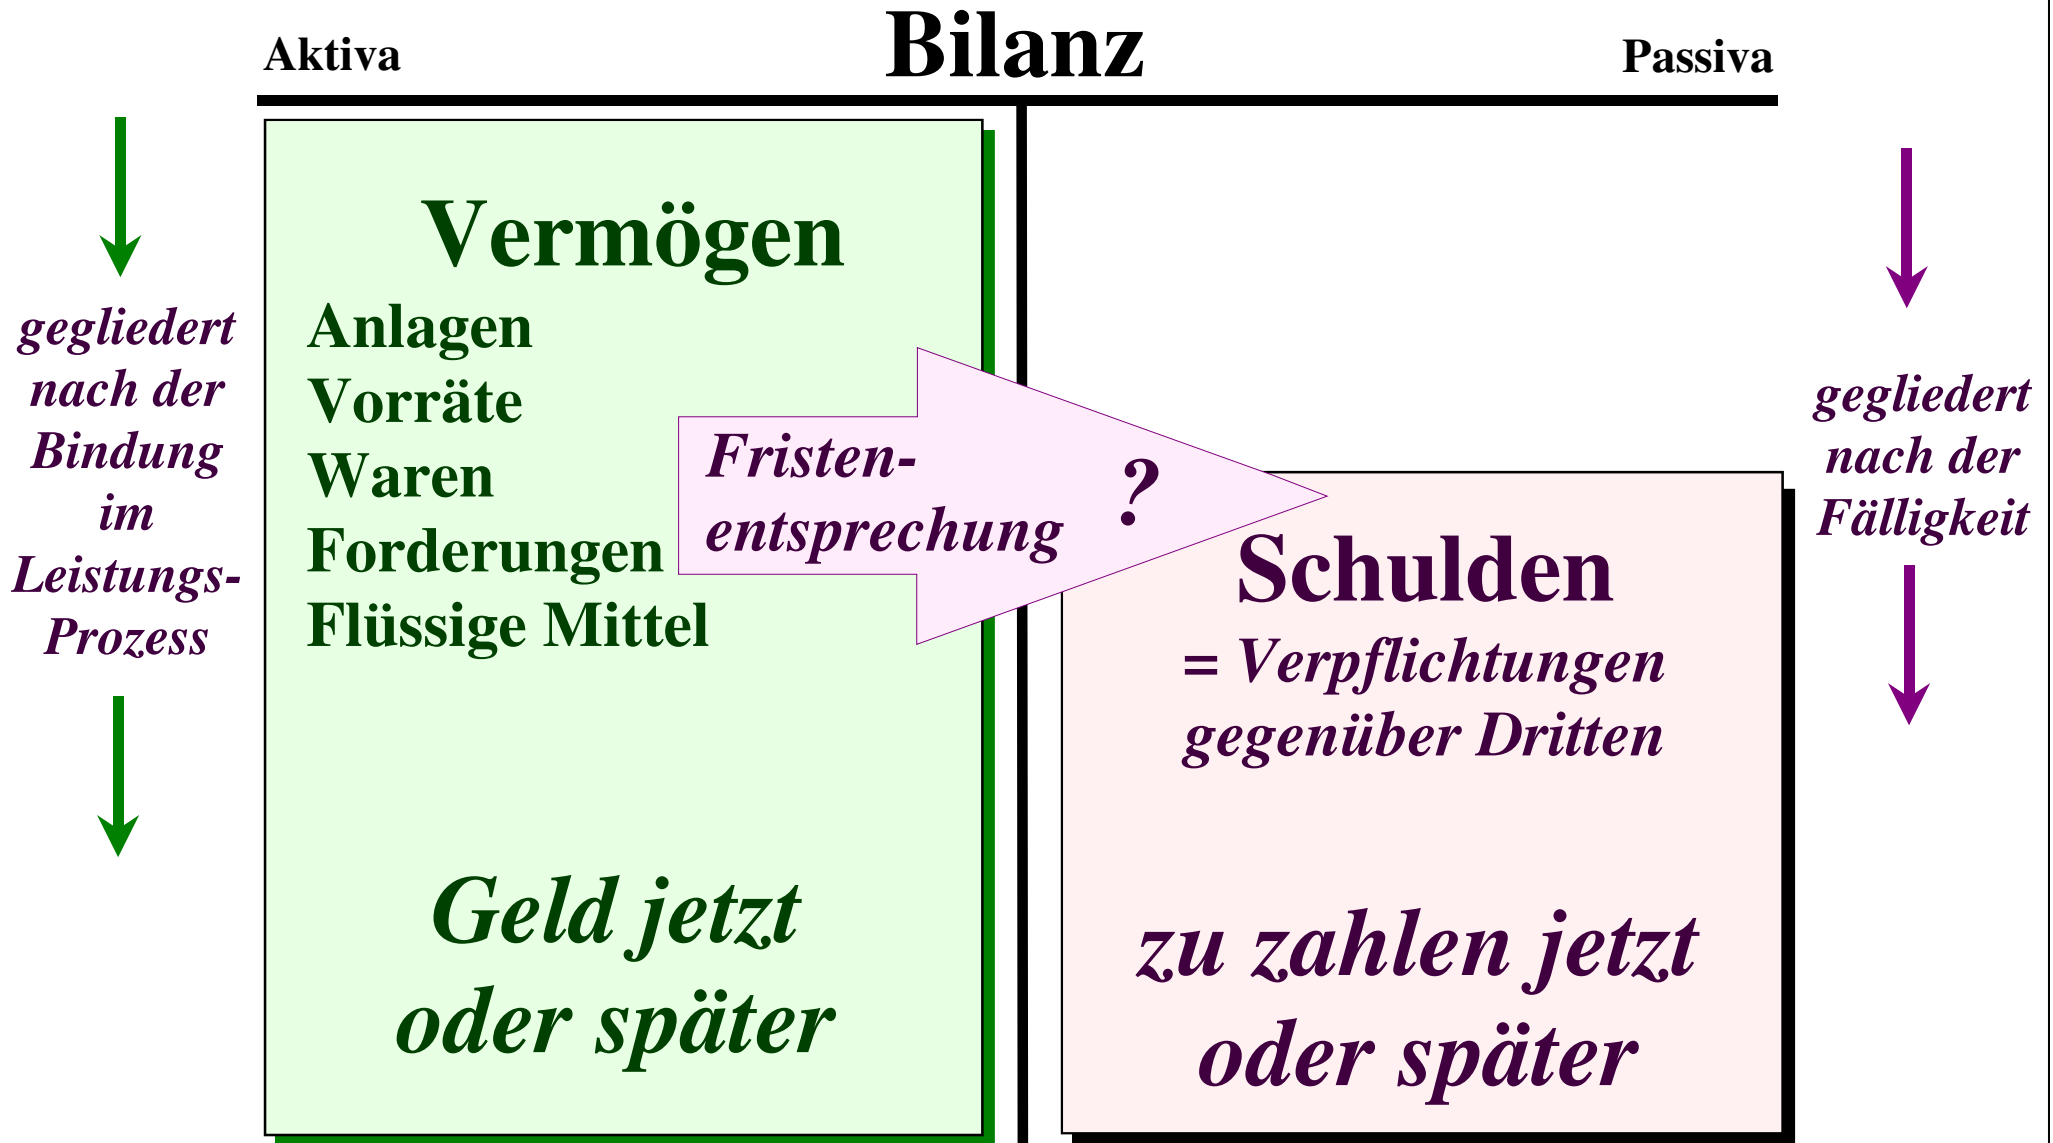 Aktiva
Bilanz
Passiva
gegliedert
nach der
Bindung
im
Leistungs-
Prozess
Vermögen
Anlagen
Vorräte
Waren
Forderungen
Flüssige Mittel
Geld jetzt
oder später
Fristen-
entsprechung
?
Schulden
= Verpflichtungen
gegenüber Dritten
zu zahlen jetzt
oder später
gegliedert
nach der
Fälligkeit